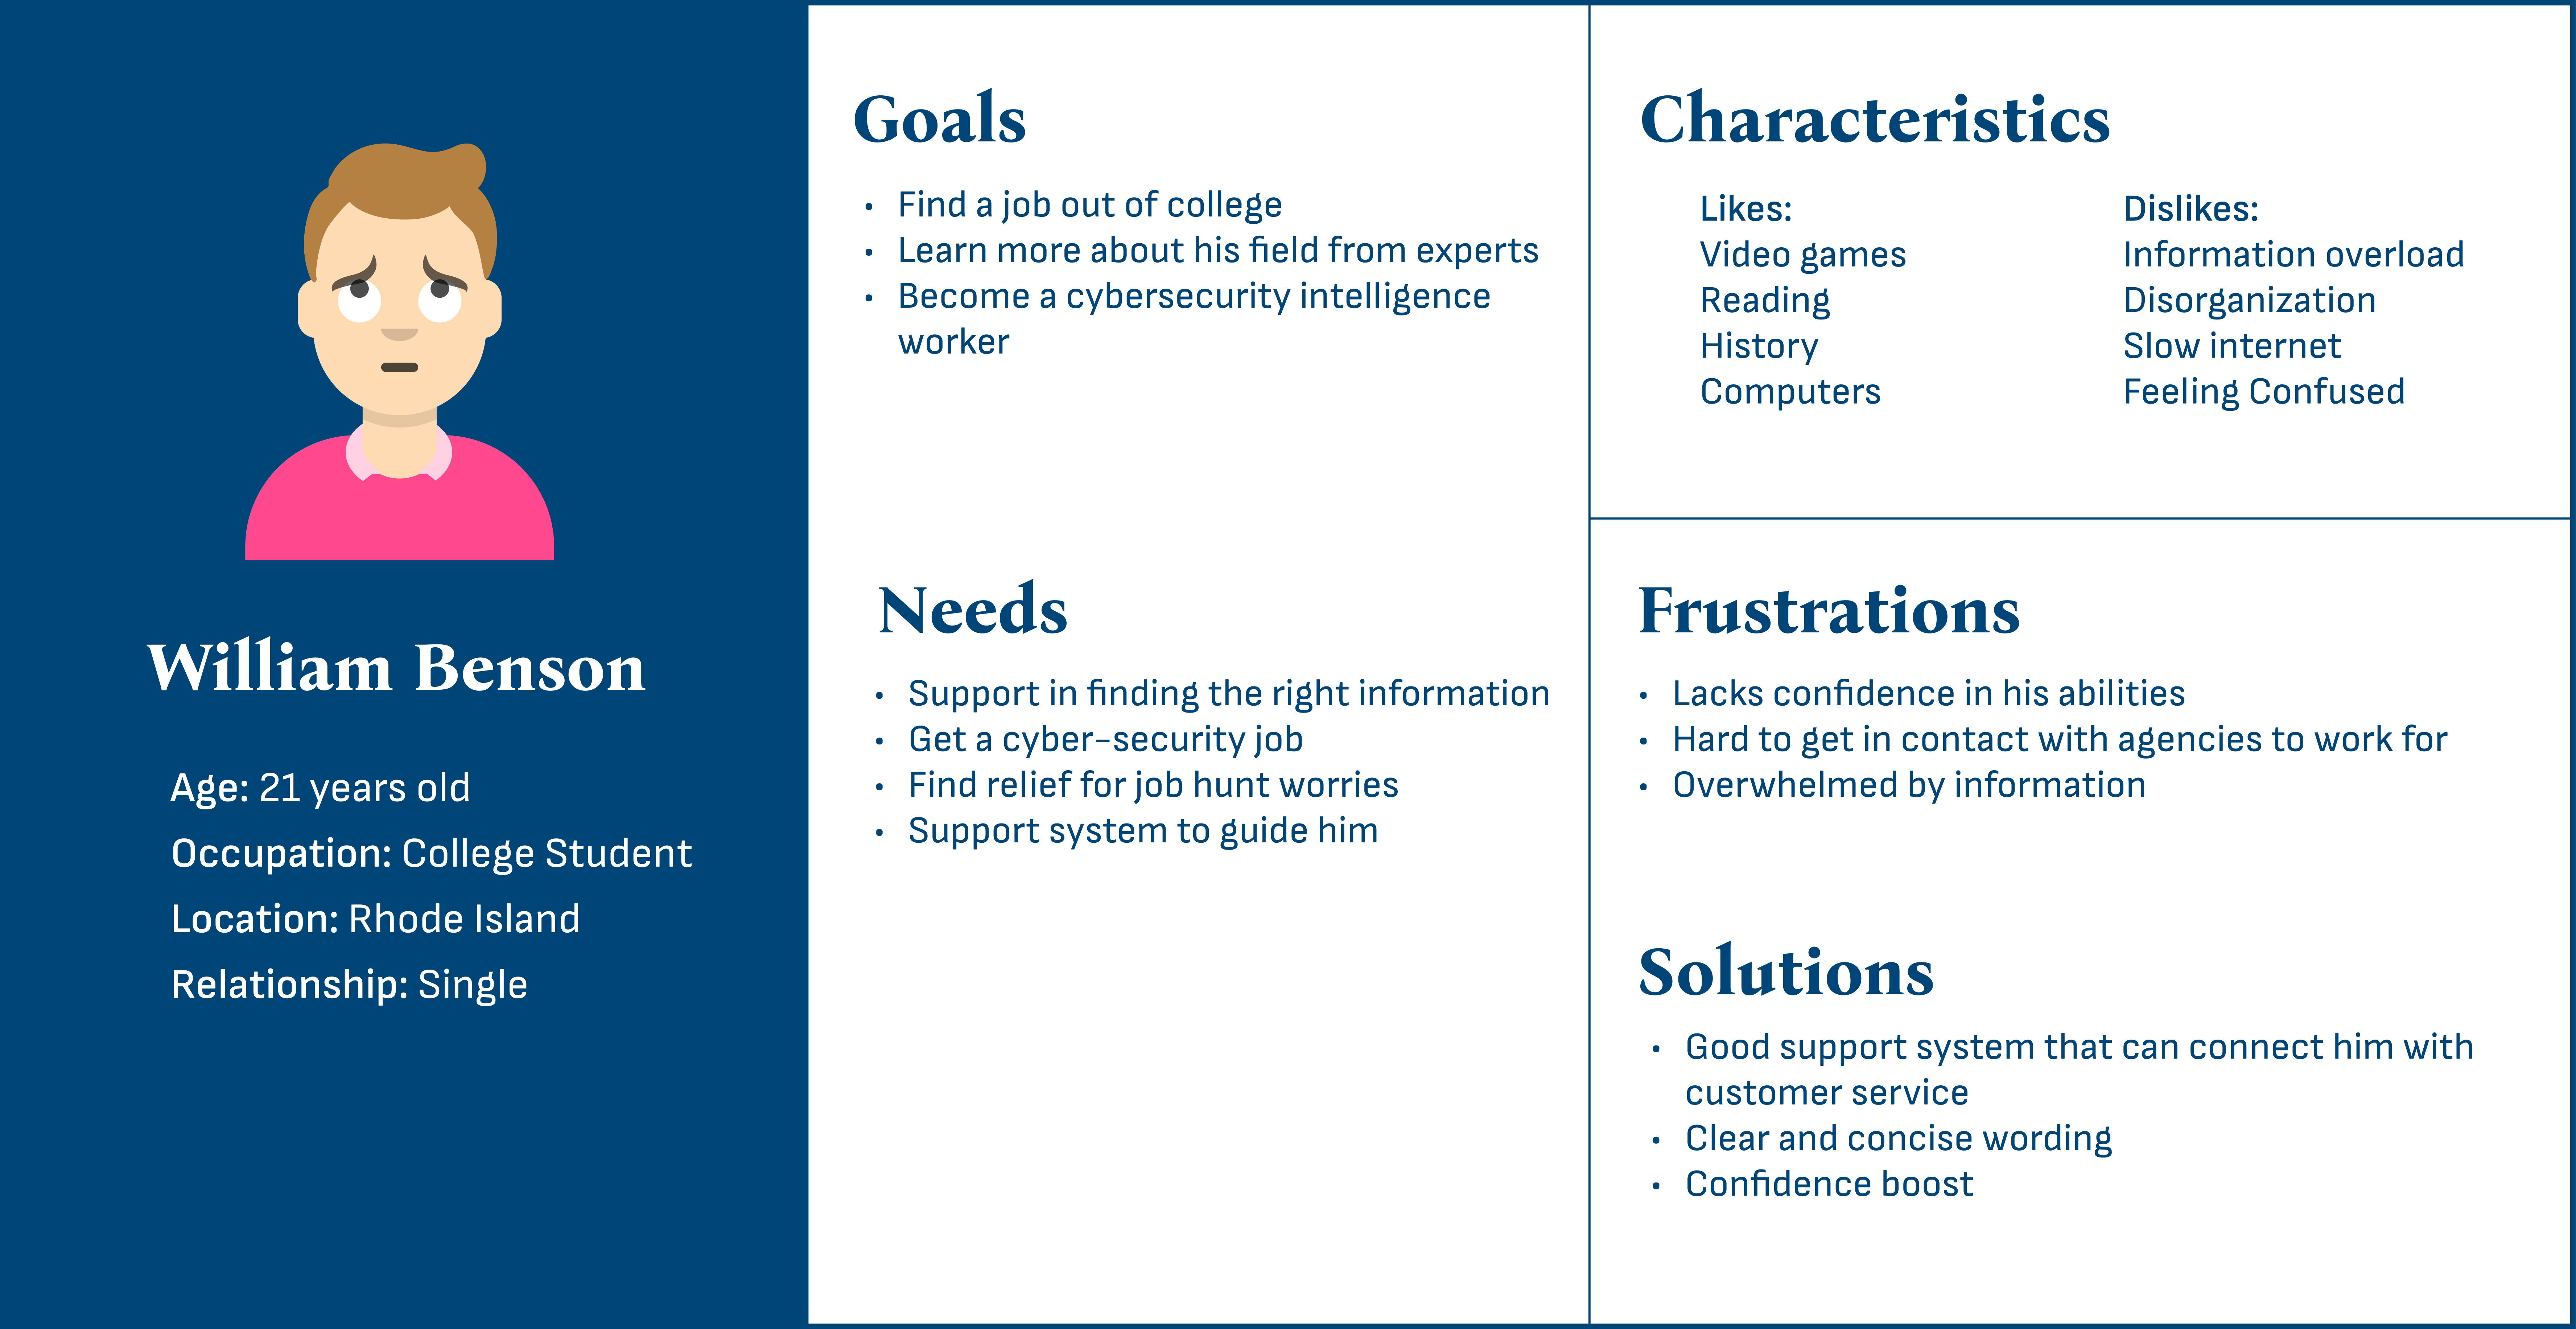 William Benson
Age: 21 years old
Occupation: College Student
Location: Rhode Island
Relationship: Single
Goals
• Find a job out of college
• Learn more about his field from experts
• Become a cybersecurity intelligence
worker
Needs
• Support in finding the right information
• Get a cyber-security job
• Find relief for job hunt worries
• Support system to guide him
Characteristics
Likes:
Video games
Reading
History
Computers
Dislikes:
Information overload
Disorganization
Slow internet
Feeling Confused
Frustrations
• Lacks confidence in his abilities
• Hard to get in contact with agencies to work for
• Overwhelmed by information
Solutions
• Good support system that can connect him with
customer service
• Clear and concise wording
• Confidence boost